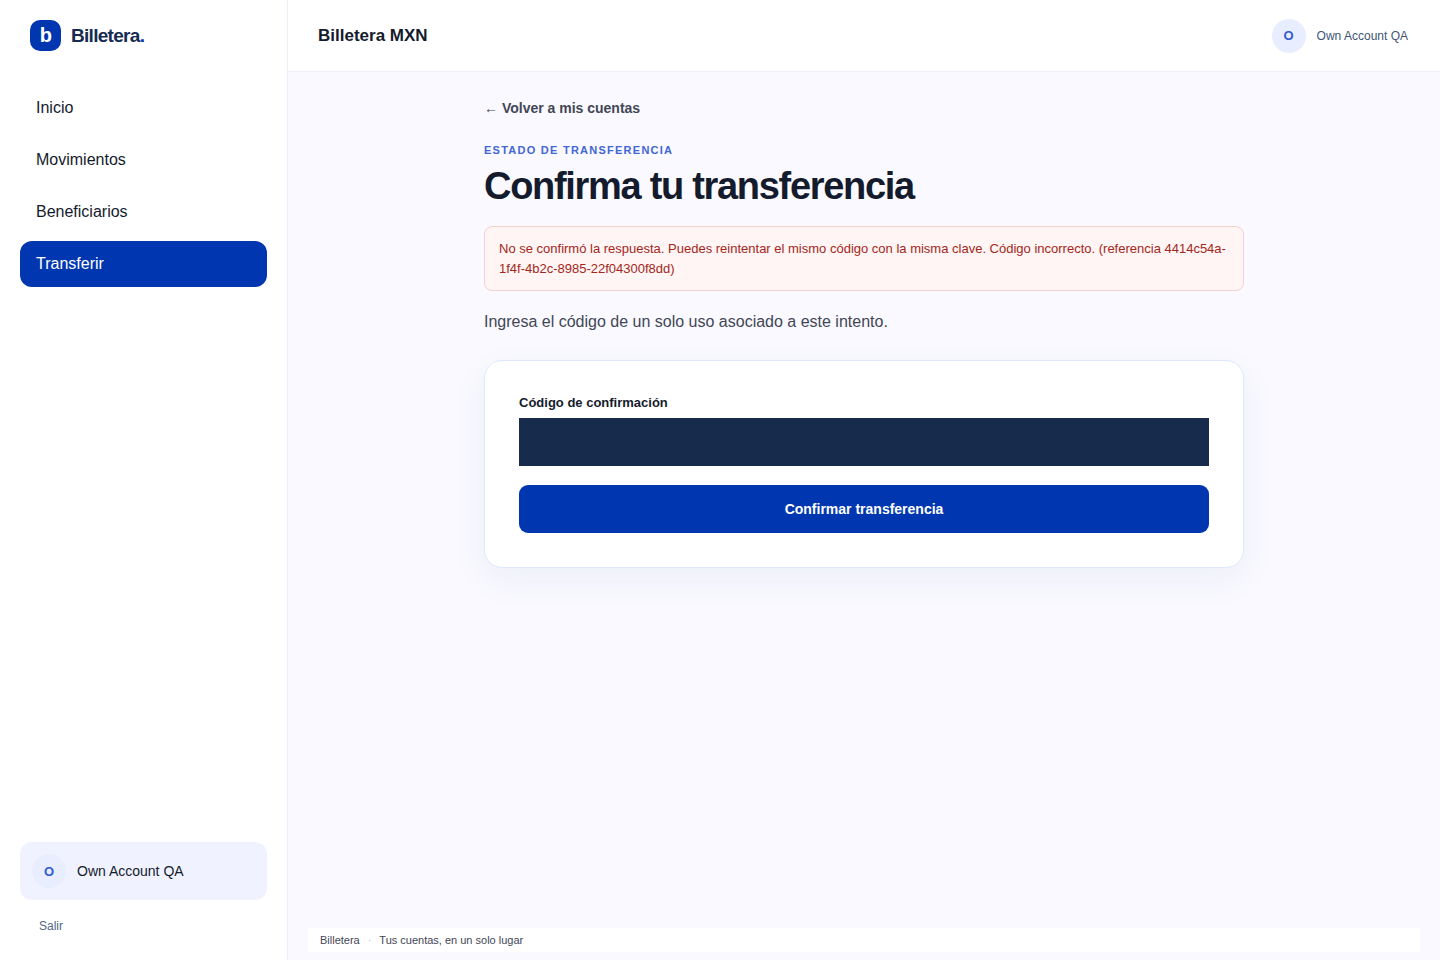 b Billetera.
Inicio
Movimientos
Beneficiarios
Transferir
O Own Account QA
Salir
Billetera MXN
O Own Account QA
← Volver a mis cuentas
ESTADO DE TRANSFERENCIA
Confirma tu transferencia
No se confirmó la respuesta. Puedes reintentar el mismo código con la misma clave. Código incorrecto. (referencia 4414c54a-
1f4f-4b2c-8985-22f04300f8dd)
Ingresa el código de un solo uso asociado a este intento.
Código de confirmación
Confirmar transferencia
Billetera · Tus cuentas, en un solo lugar